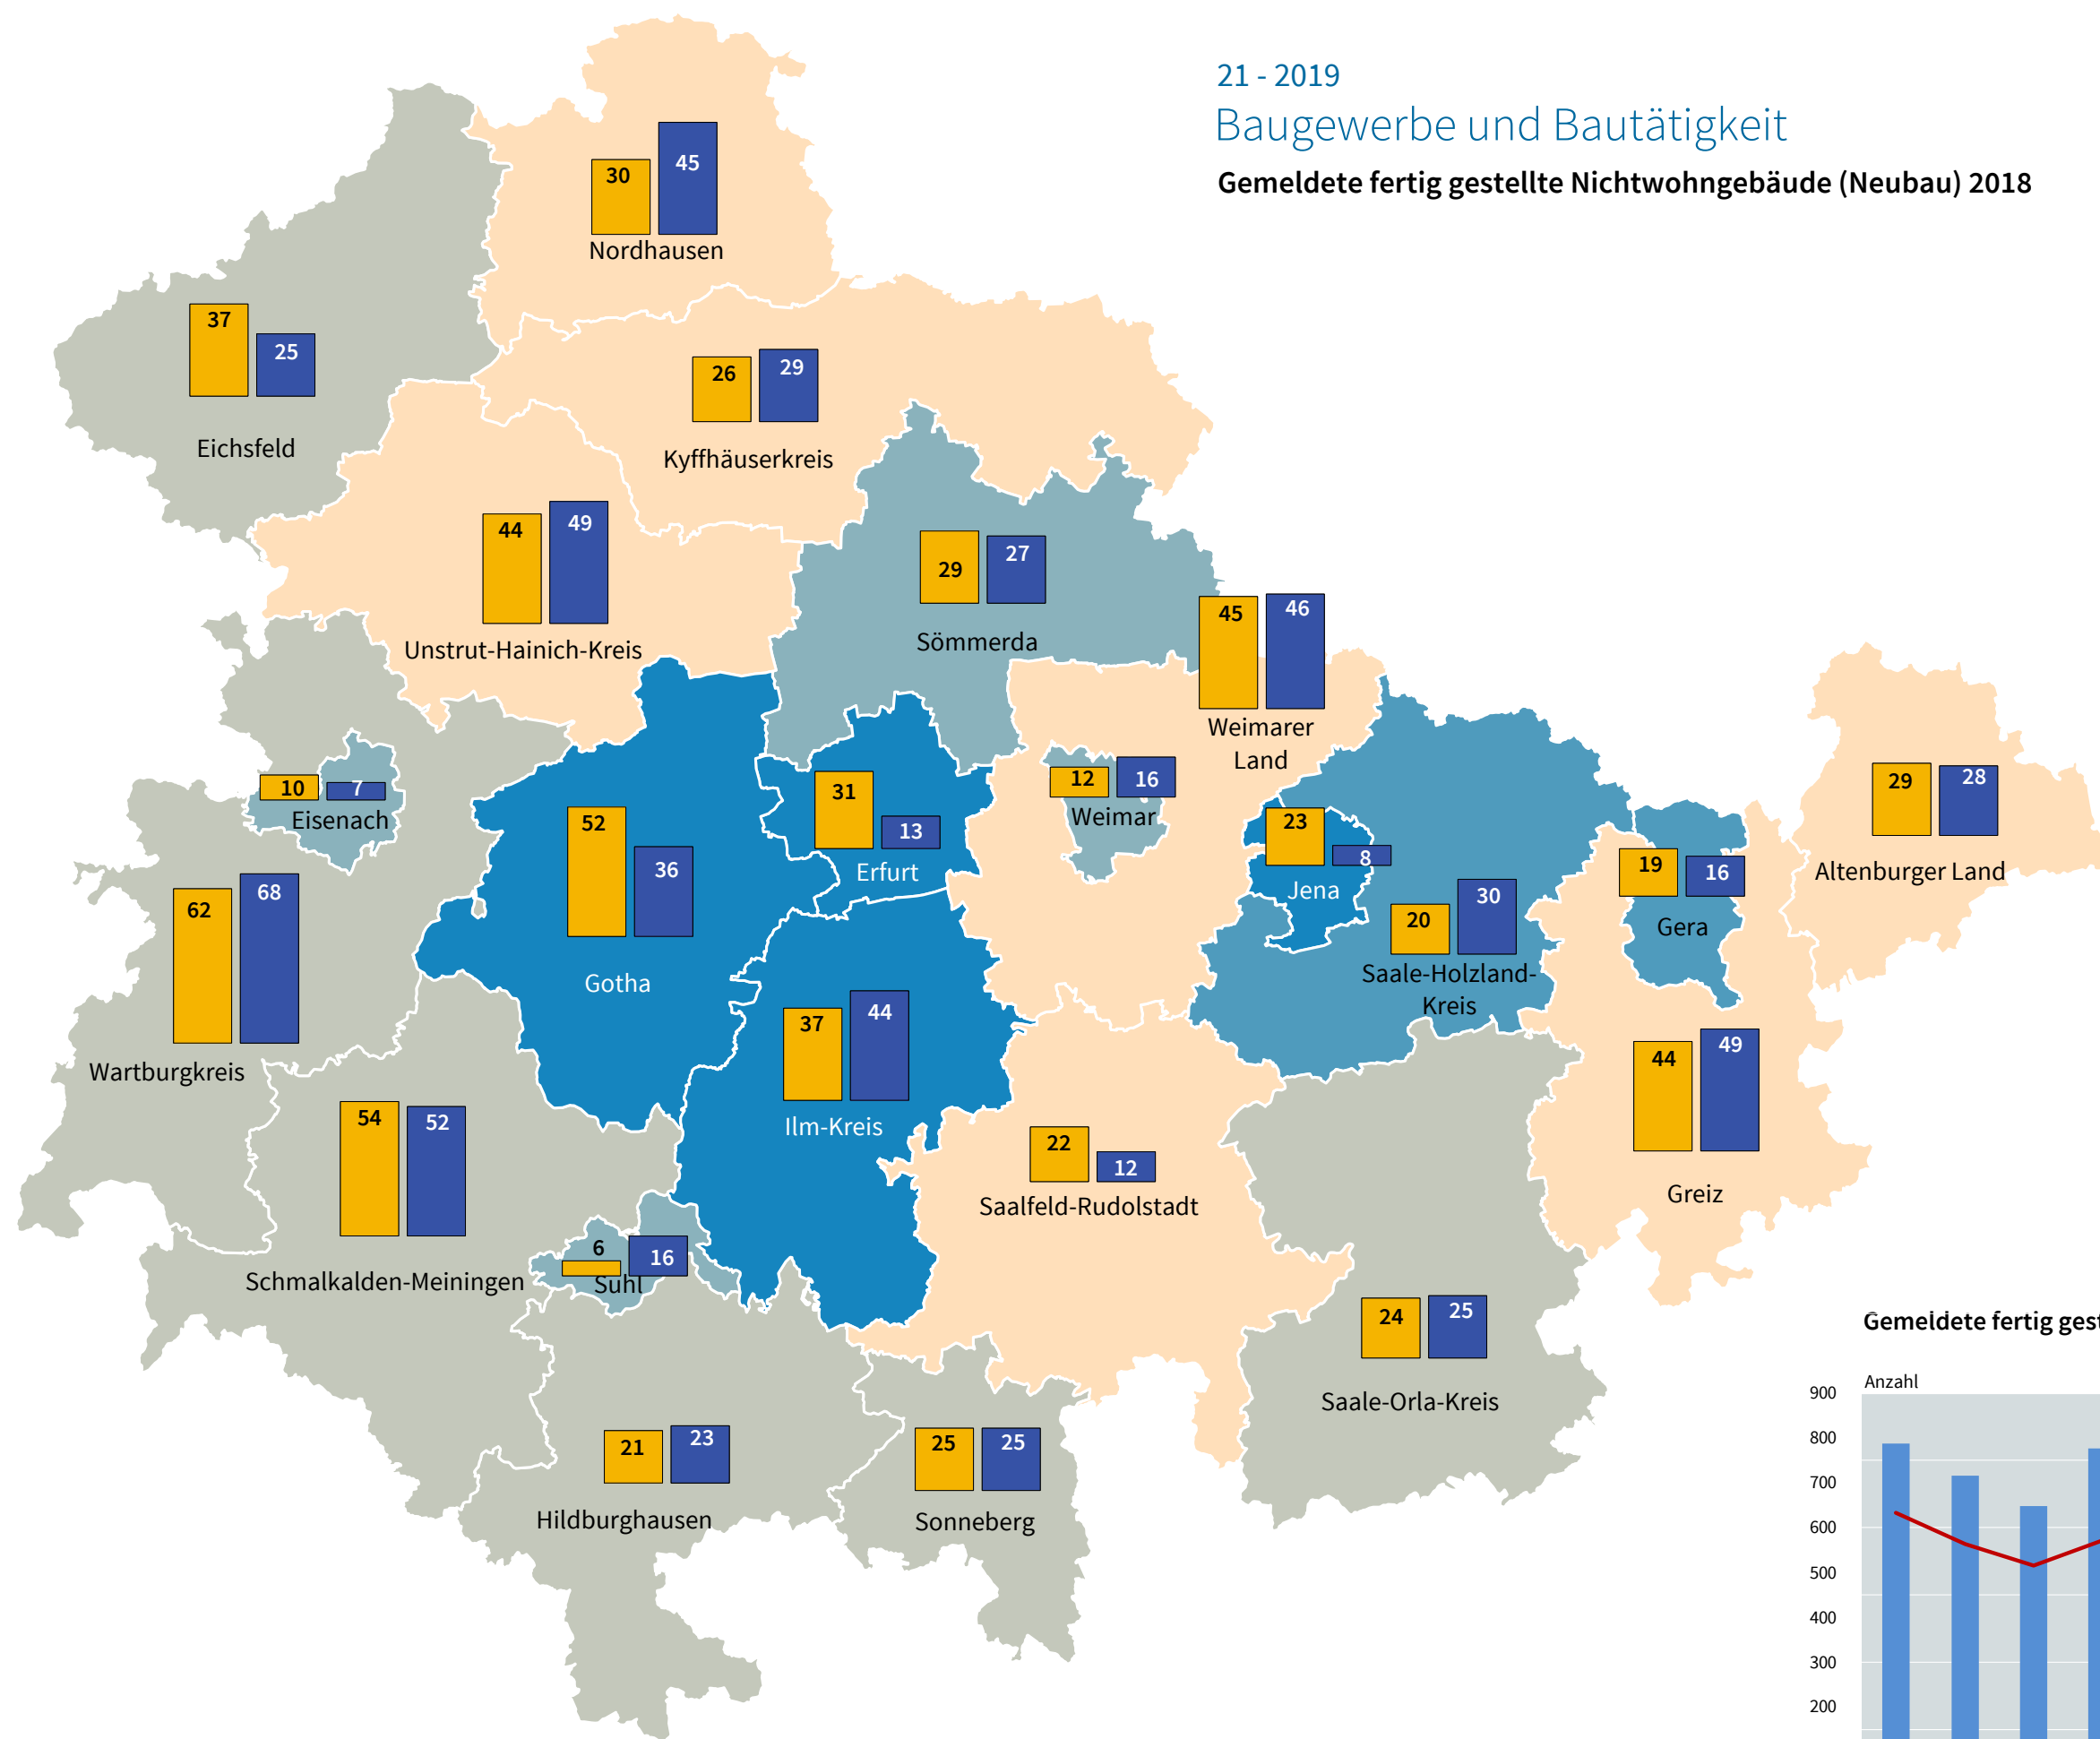 21 - 2019
Baugewerbe und Bautätigkeit
Gemeldete fertig gestellte Nichtwohngebäude (Neubau) 2018
30 45
Nordhausen
37 25
Eichsfeld
26 29
Kyffhäuserkreis
44 49
Unstrut-Hainich-Kreis
29 27
Sömmerda
45 46
Weimarer
Land
10 7
Eisenach
52 36
Gotha
31 13
Erfurt
12 16
Weimar
23 8
Jena
20 30
Saale-Holzland-
Kreis
19 16
Gera
29 28
Altenburger Land
62 68
Wartburgkreis
37 44
Ilm-Kreis
44 49
Greiz
54 52
Schmalkalden-Meiningen
6 16
Suhl
22 12
Saalfeld-Rudolstadt
24 25
Saale-Orla-Kreis
21 23
Hildburghausen
25 25
Sonneberg
Gemeldete fertig
Anzahl
900
800
700
600
500
400
300
200